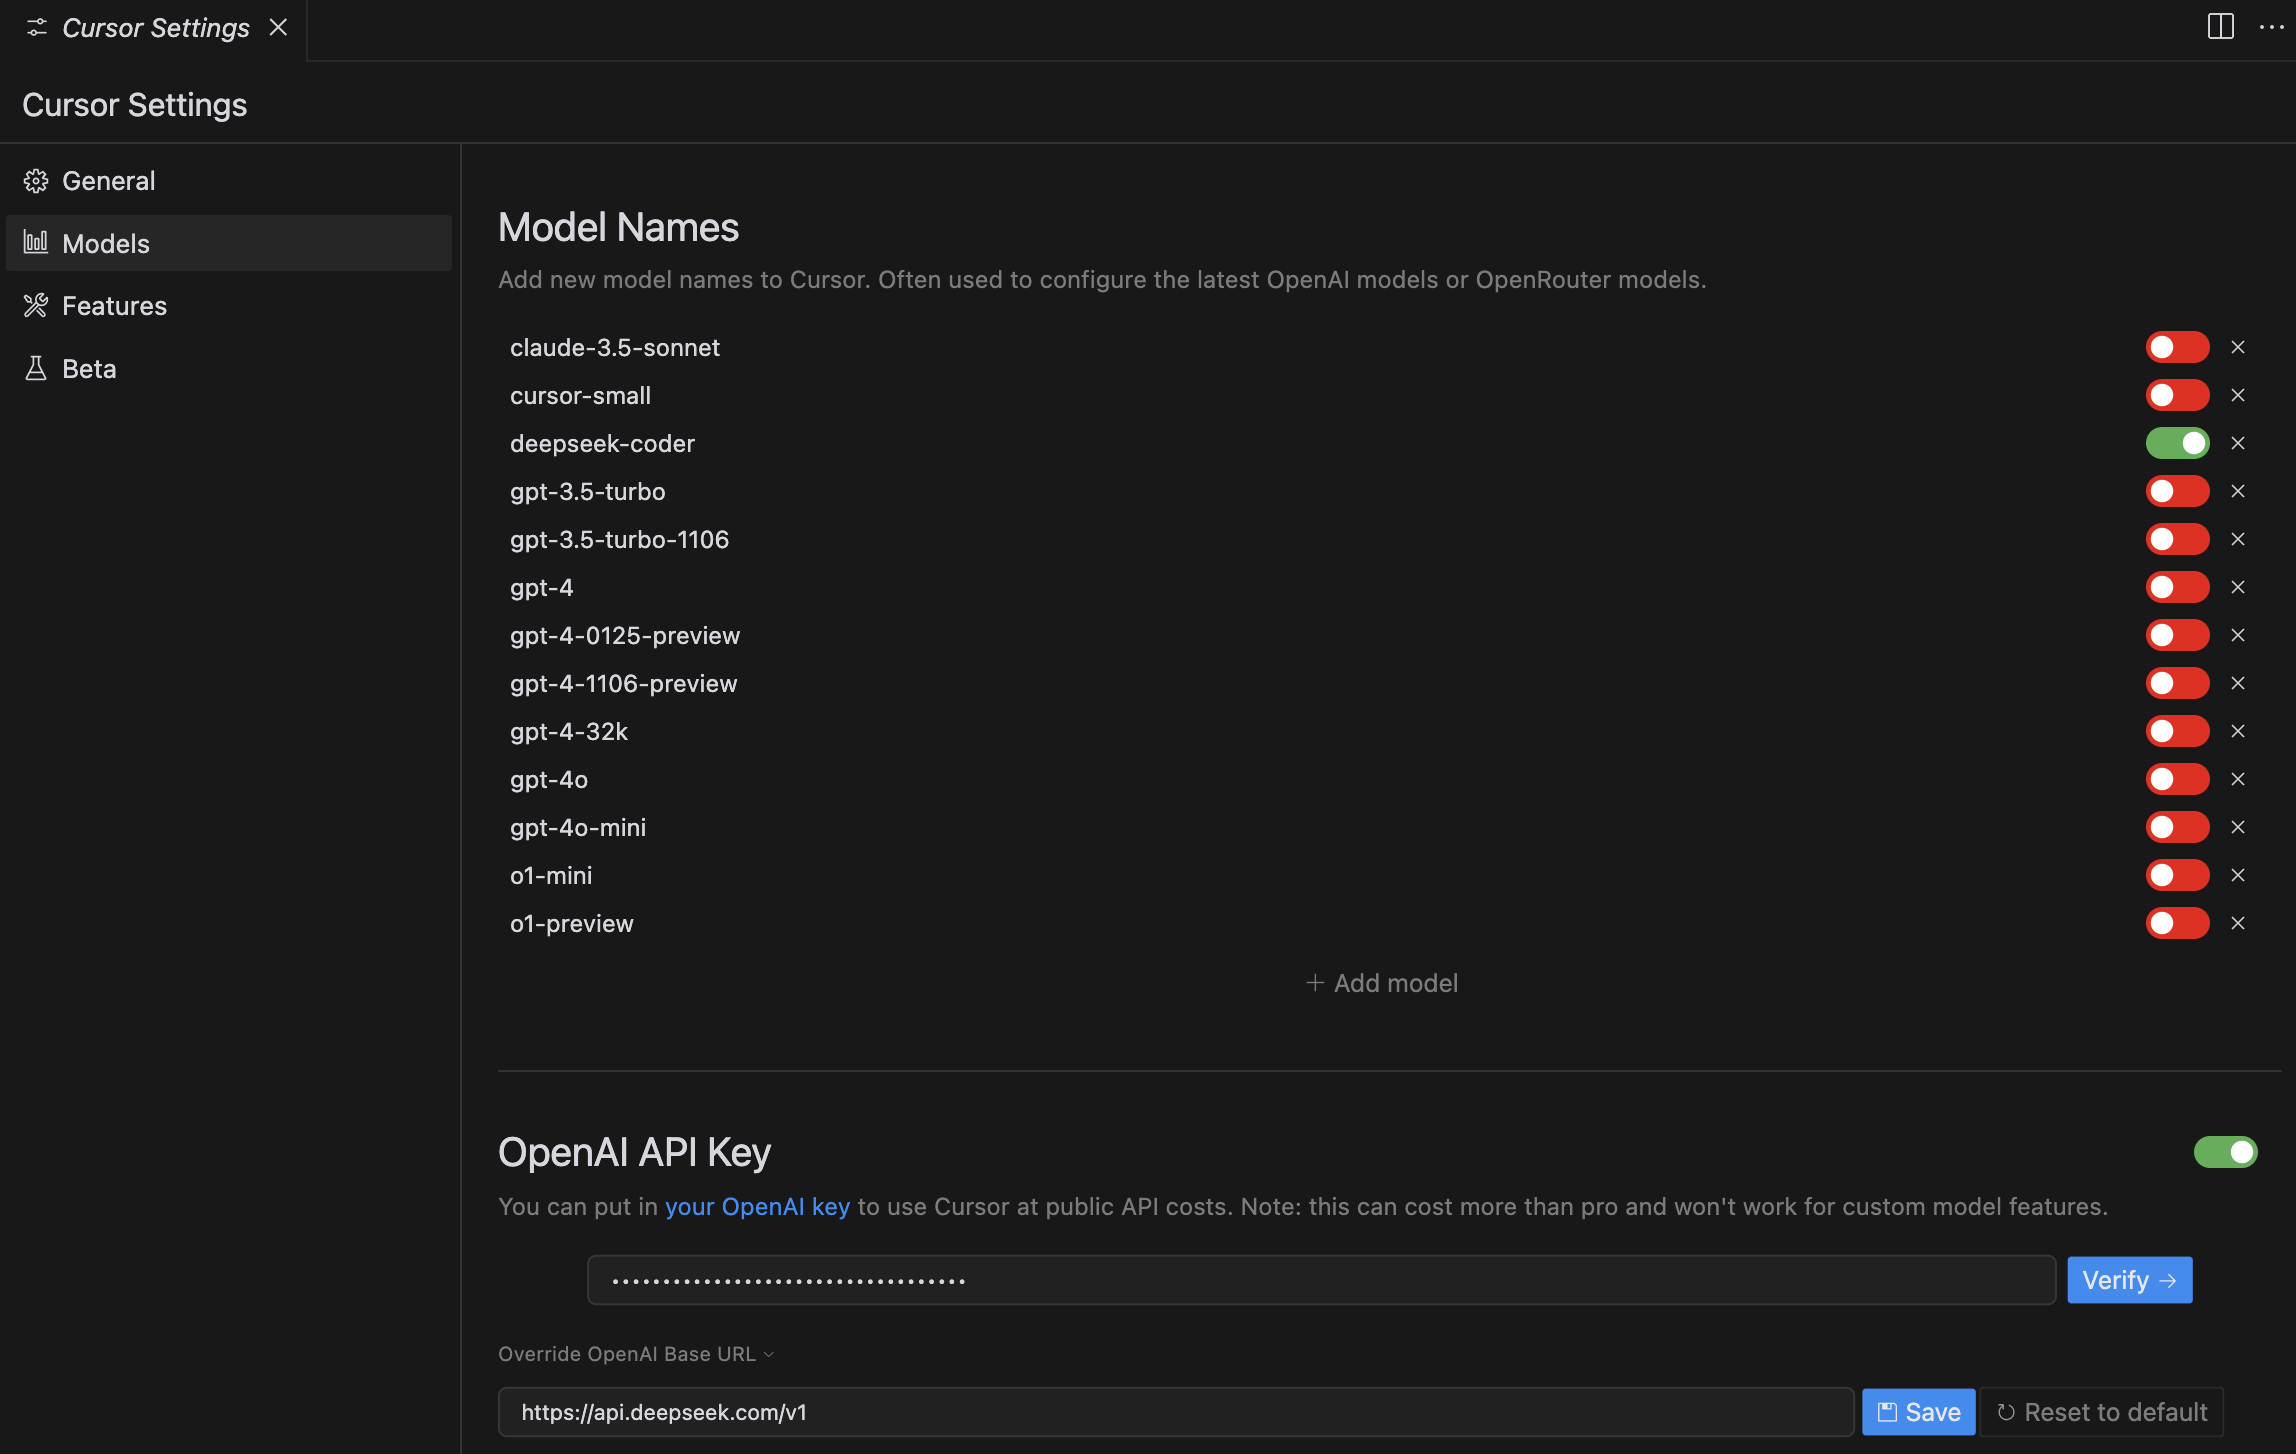 Cursor Settings
Cursor Settings
General
Models
Features
Beta
Model Names
Add new model names to Cursor. Often used to configure the latest OpenAI models or OpenRouter models.
claude-3.5-sonnet
cursor-small
deepseek-coder
gpt-3.5-turbo
gpt-3.5-turbo-1106
gpt-4
gpt-4-0125-preview
gpt-4-1106-preview
gpt-4-32k
gpt-4o
gpt-4o-mini
o1-mini
o1-preview
+ Add model
OpenAI API Key
You can put in your OpenAI key to use Cursor at public API costs. Note: this can cost more than pro and won't work for custom model features.
••••••••••••••••••••••••••••••••••• Verify →
Override OpenAI Base URL
https://api.deepseek.com/v1 Save Reset to default